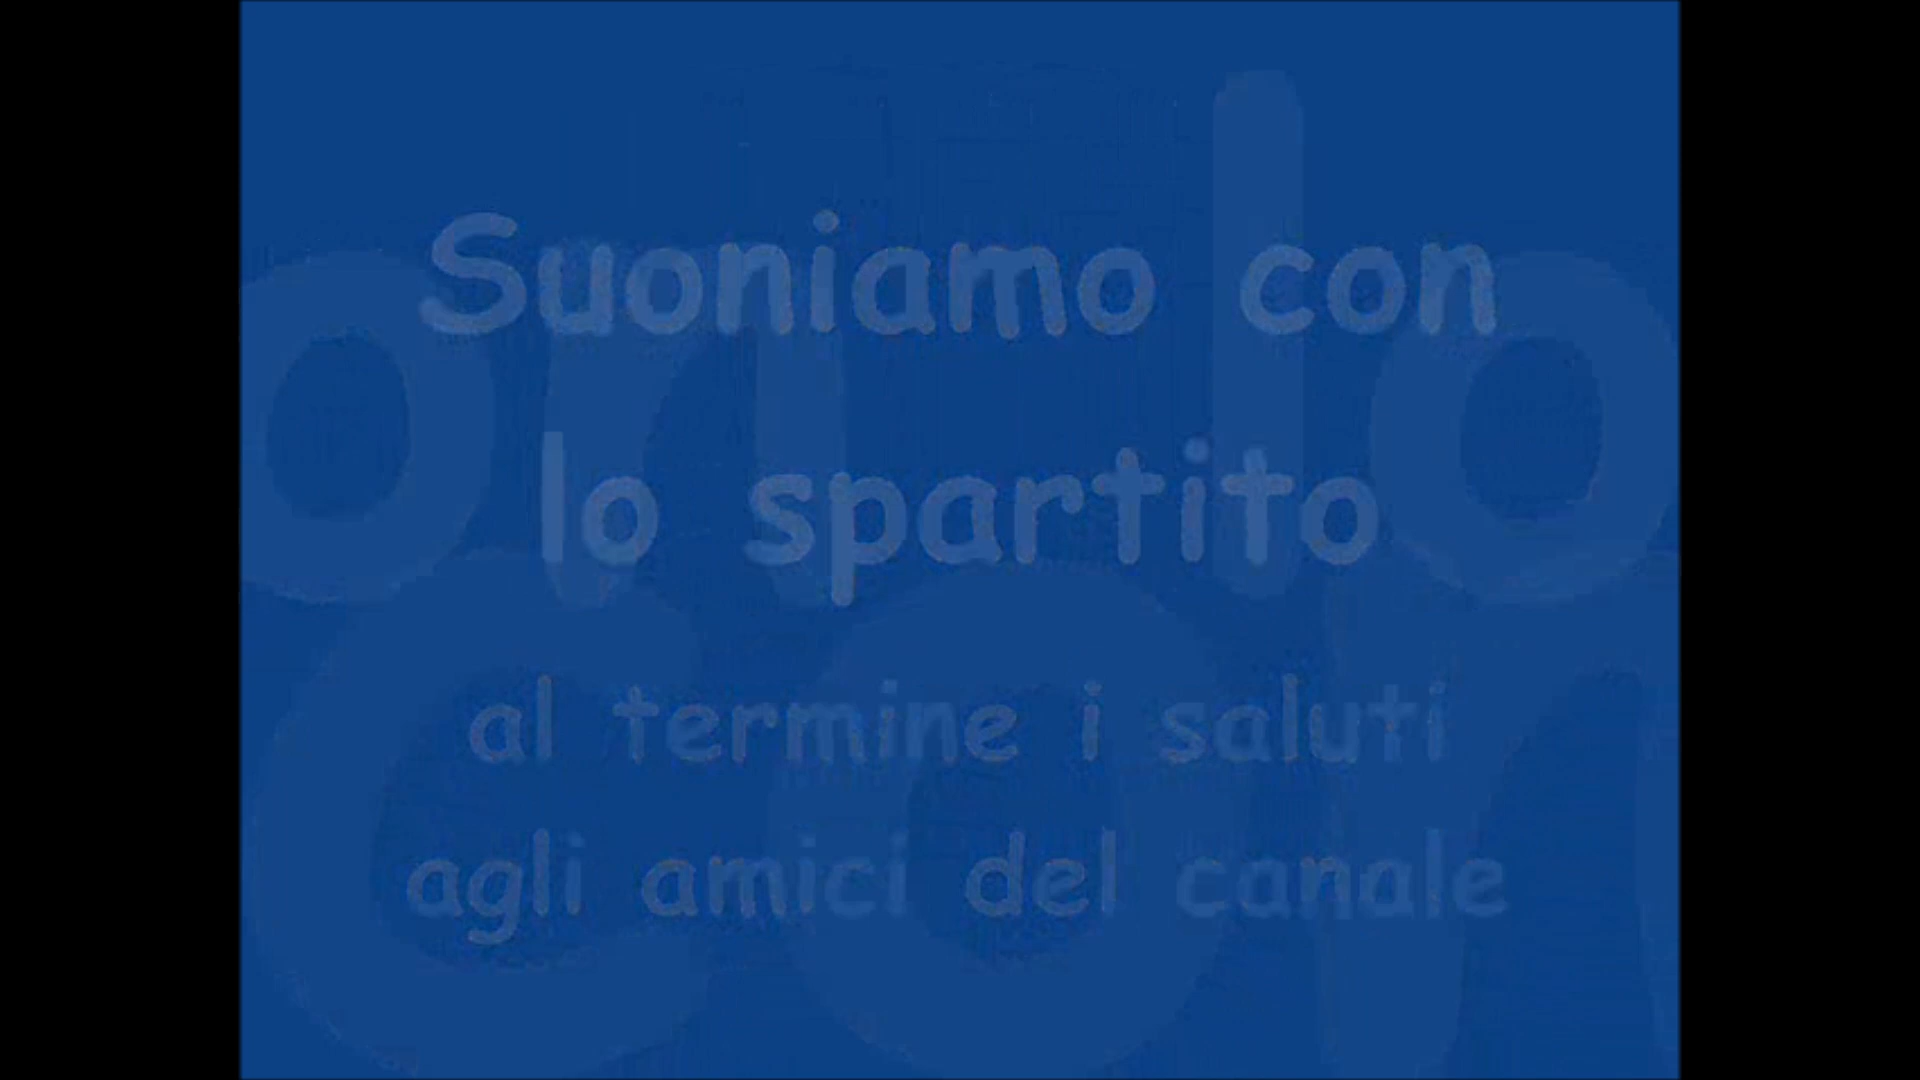 Suoniamo con
lo spartito
al termine i saluti
agli amici del canale